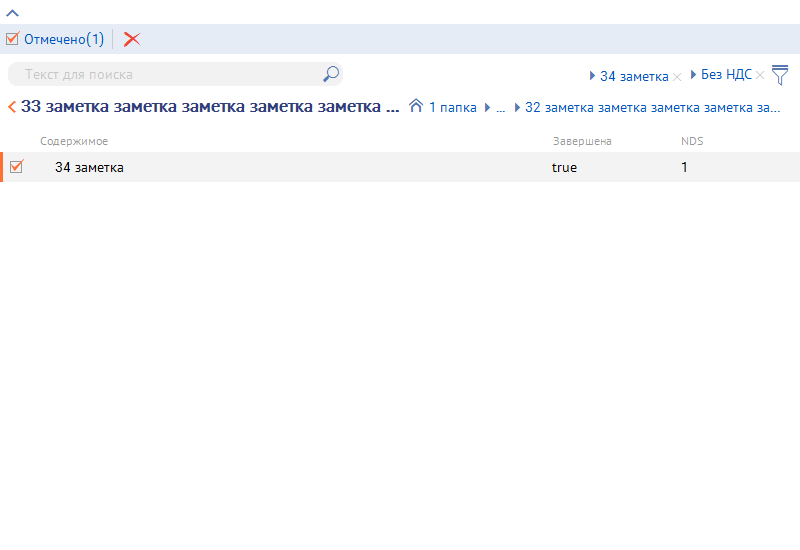 Отмечено(1)
Текст для поиска 34 заметка Без НДС
33 заметка заметка заметка заметка заметка ... 1 папка ... 32 заметка заметка заметка заметка за...
Содержимое Завершена NDS
34 заметка true 1